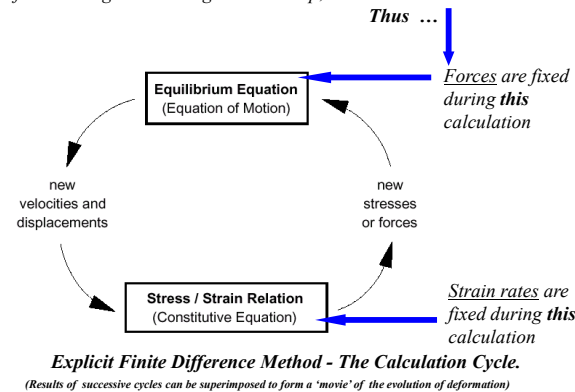 Thus …
Forces are fixed
during this
calculation
Equilibrium Equation
(Equation of Motion)
new
velocities and
displacements
new
stresses
or forces
Stress / Strain Relation
(Constitutive Equation)
Strain rates are
fixed during this
calculation
Explicit Finite Difference Method - The Calculation Cycle.
(Results of successive cycles can be superimposed to form a ‘movie’ of the evolution of deformation)